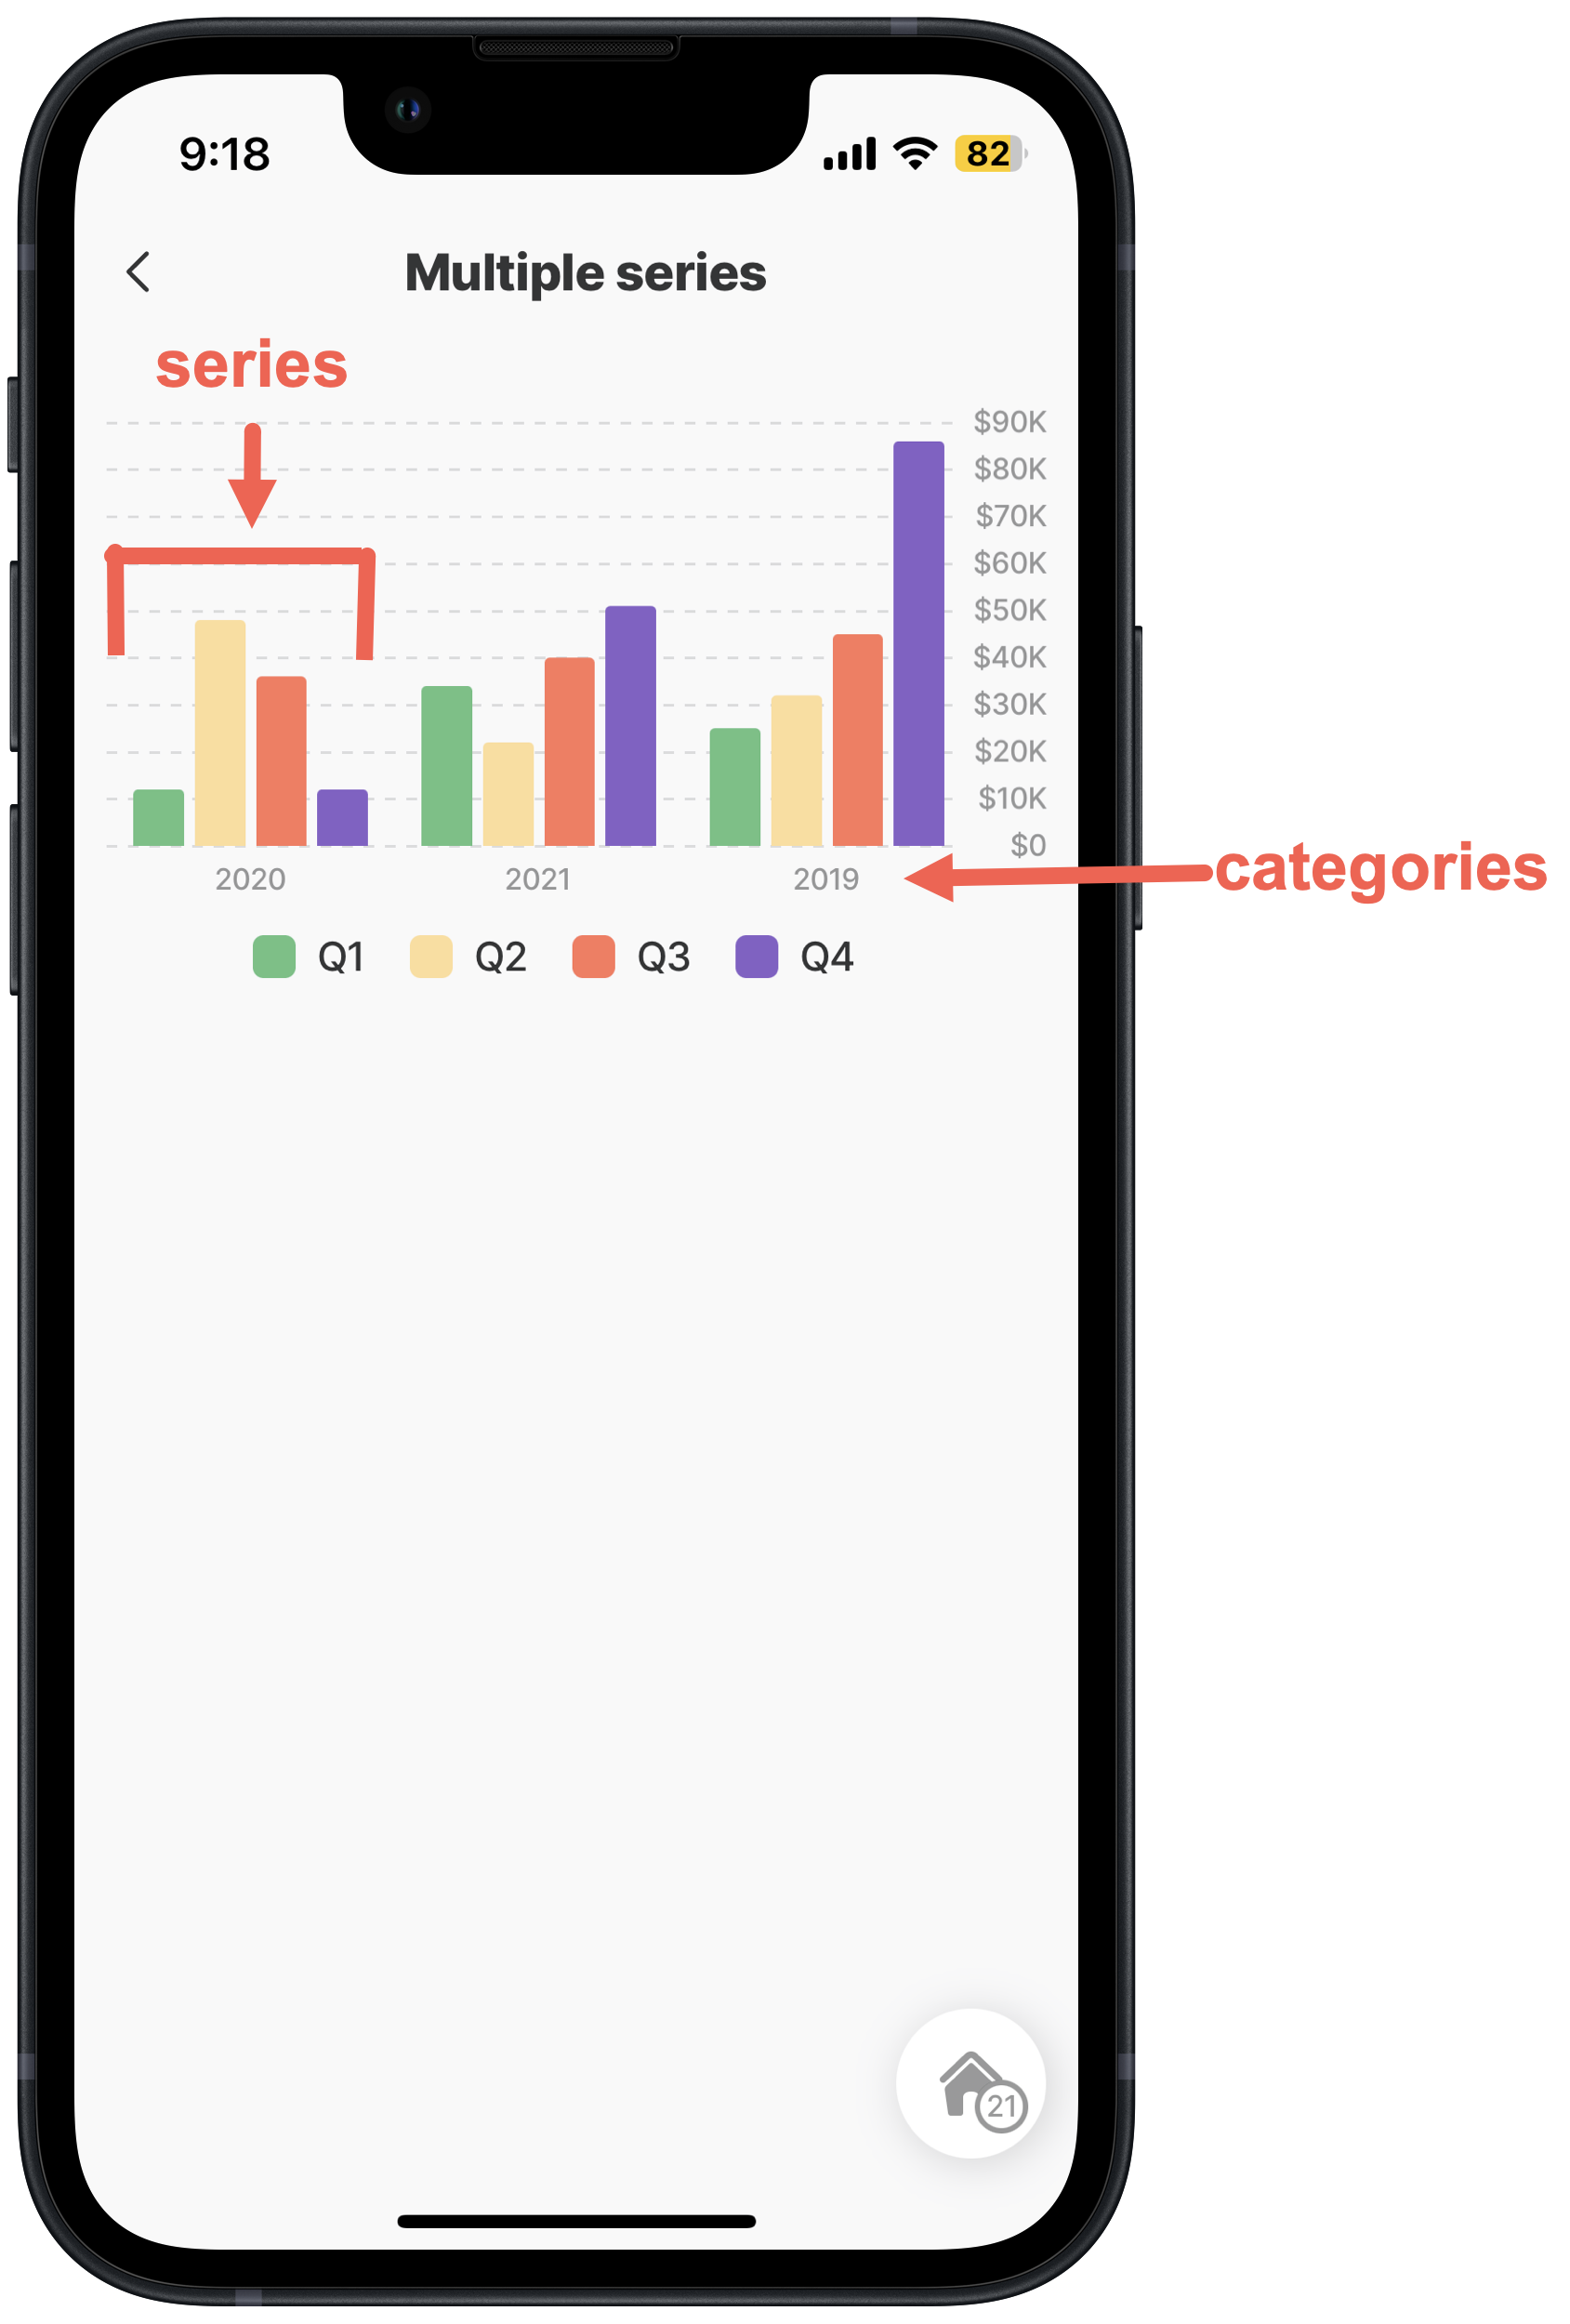 9:18
82
Multiple series
series
$90K
$80K
$70K
$60K
$50K
$40K
$30K
$20K
$10K
$0
categories
2020 2021 2019
Q1 Q2 Q3 Q4
21